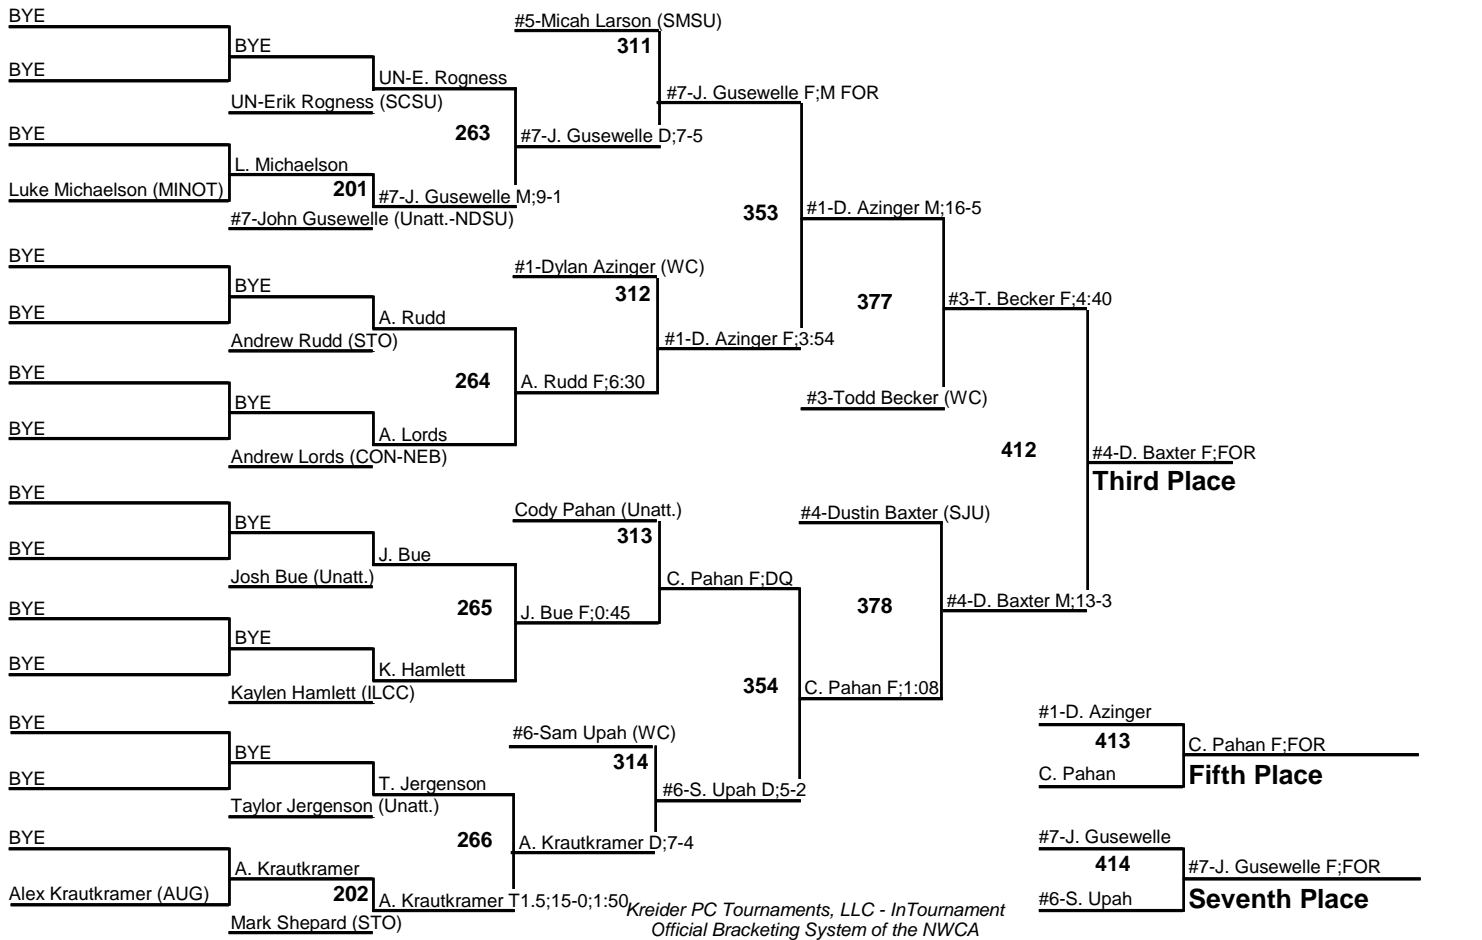 BYE
#5-Micah Larson (SMSU)
BYE
311
BYE
UN-E. Rogness
#7-J. Gusewelle F;M FOR
UN-Erik Rogness (SCSU)
BYE
263
#7-J. Gusewelle D;7-5
L. Michaelson
Luke Michaelson (MINOT)
201
#7-J. Gusewelle M;9-1
#7-John Gusewelle (Unatt.-NDSU)
353
#1-D. Azinger M;16-5
BYE
#1-Dylan Azinger (WC)
BYE
312
377
#3-T. Becker F;4:40
BYE
A. Rudd
Andrew Rudd (STO)
#1-D. Azinger F;3:54
BYE
264
A. Rudd F;6:30
BYE
#3-Todd Becker (WC)
BYE
A. Lords
Andrew Lords (CON-NEB)
412
#4-D. Baxter F;FOR
Third Place
BYE
Cody Pahan (Unatt.)
#4-Dustin Baxter (SJU)
BYE
313
BYE
J. Bue
Josh Bue (Unatt.)
C. Pahan F;DQ
BYE
265
J. Bue F;0:45
378
#4-D. Baxter M;13-3
BYE
BYE
K. Hamlett
Kaylen Hamlett (ILCC)
354
C. Pahan F;1:08
BYE
#6-Sam Upah (WC)
#1-D. Azinger
413
C. Pahan F;FOR
BYE
314
BYE
T. Jergenson
C. Pahan
Fifth Place
Taylor Jergenson (Unatt.)
#6-S. Upah D;5-2
BYE
266
A. Krautkramer D;7-4
#7-J. Gusewelle
A. Krautkramer
414
#7-J. Gusewelle F;FOR
Alex Krautkramer (AUG)
202
A. Krautkramer T1.5;15-0;1:50
#6-S. Upah
Seventh Place
Mark Shepard (STO)
Kreider PC Tournaments, LLC - InTournament
Official Bracketing System of the NWCA